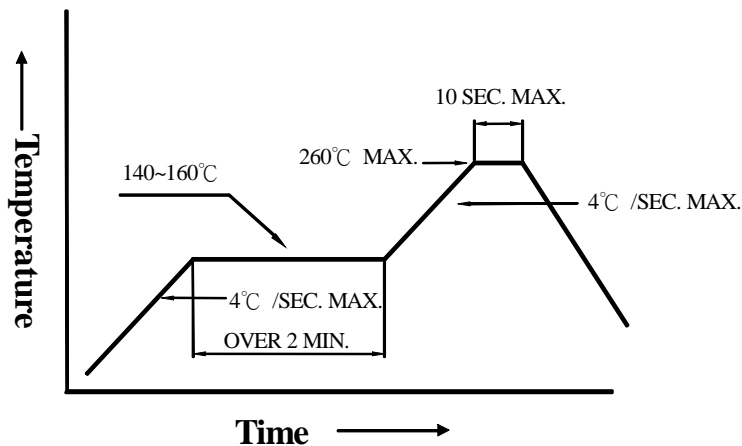 10 SEC. MAX.
260℃ MAX.
140~160℃
4℃ /SEC. MAX.
4℃ /SEC. MAX.
OVER 2 MIN.
Temperature
Time